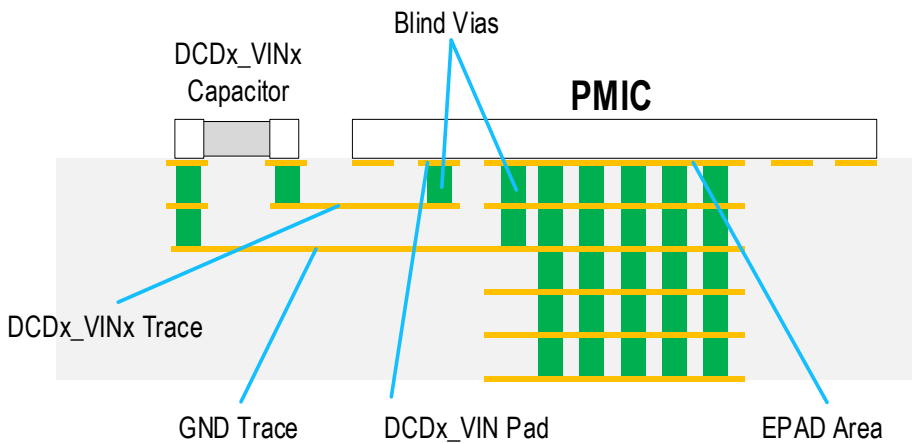 Blind Vias
DCDx_VINx
Capacitor
PMIC
DCDx_VINx Trace
GND Trace
DCDx_VIN Pad
EPAD Area